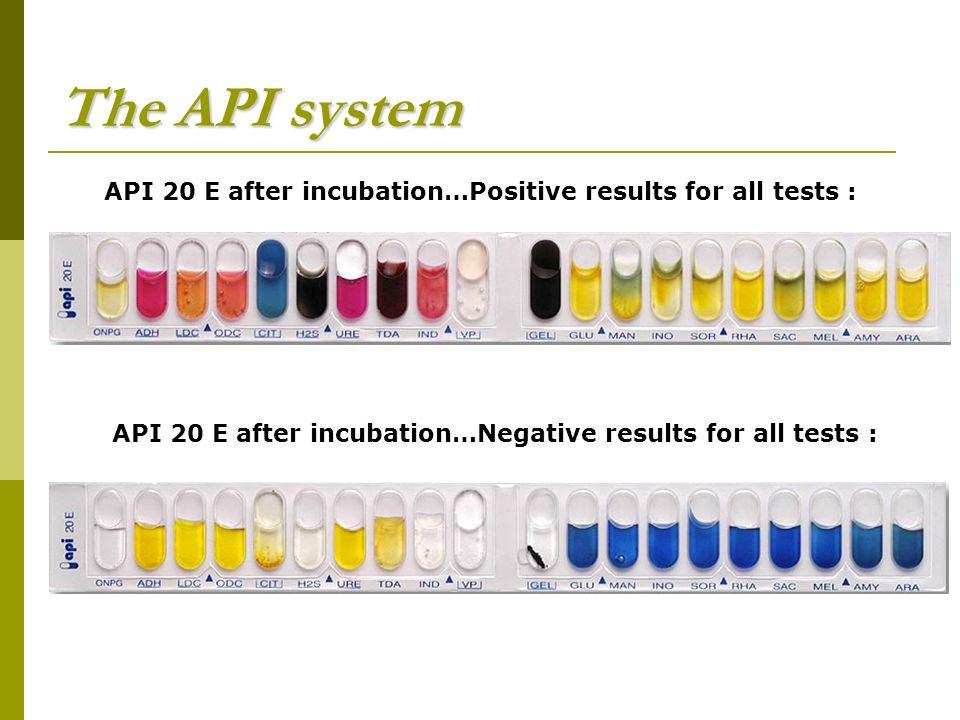 The API system
API 20 E after incubation…Positive results for all tests :
api 20 E
ONPG ADH LDC ODC CIT H2S URE TDA IND VP GEL GLU MAN INO SOR RHA SAC MEL AMY ARA
API 20 E after incubation…Negative results for all tests :
api 20 E
ONPG ADH LDC ODC CIT H2S URE TDA IND VP GEL GLU MAN INO SOR RHA SAC MEL AMY ARA